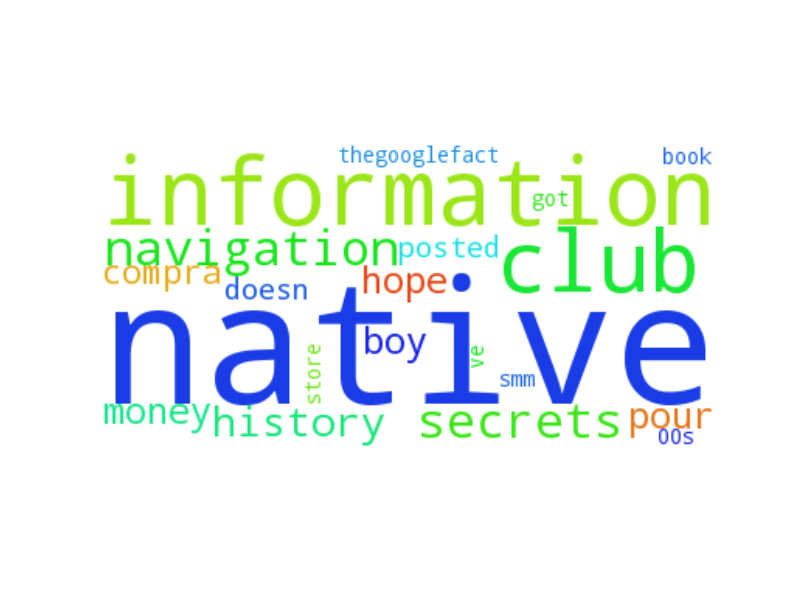 thegooglefact book
information
got
navigation posted club
compra hope
doesn
native
boy
store ve
smm
money history secrets pour
00s